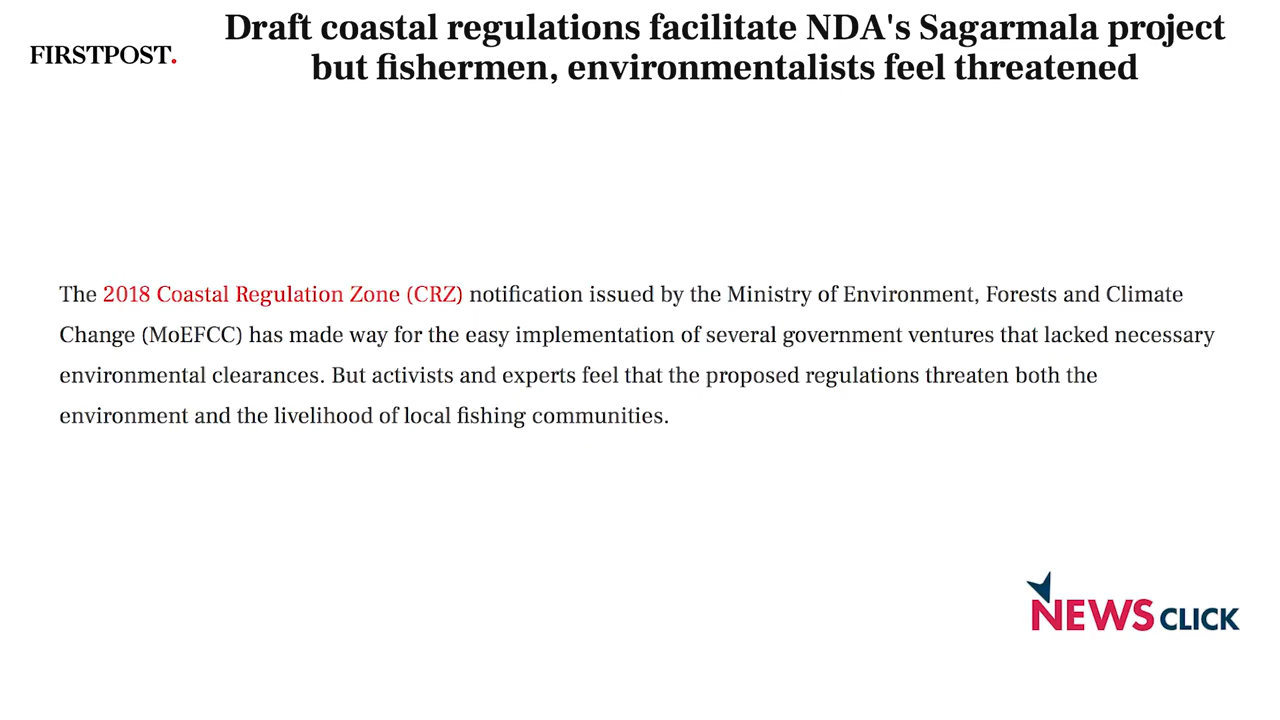 FIRSTPOST.
Draft coastal regulations facilitate NDA's Sagarmala project
but fishermen, environmentalists feel threatened
The 2018 Coastal Regulation Zone (CRZ) notification issued by the Ministry of Environment, Forests and Climate
Change (MoEFCC) has made way for the easy implementation of several government ventures that lacked necessary
environmental clearances. But activists and experts feel that the proposed regulations threaten both the
environment and the livelihood of local fishing communities.
NEWSCLICK